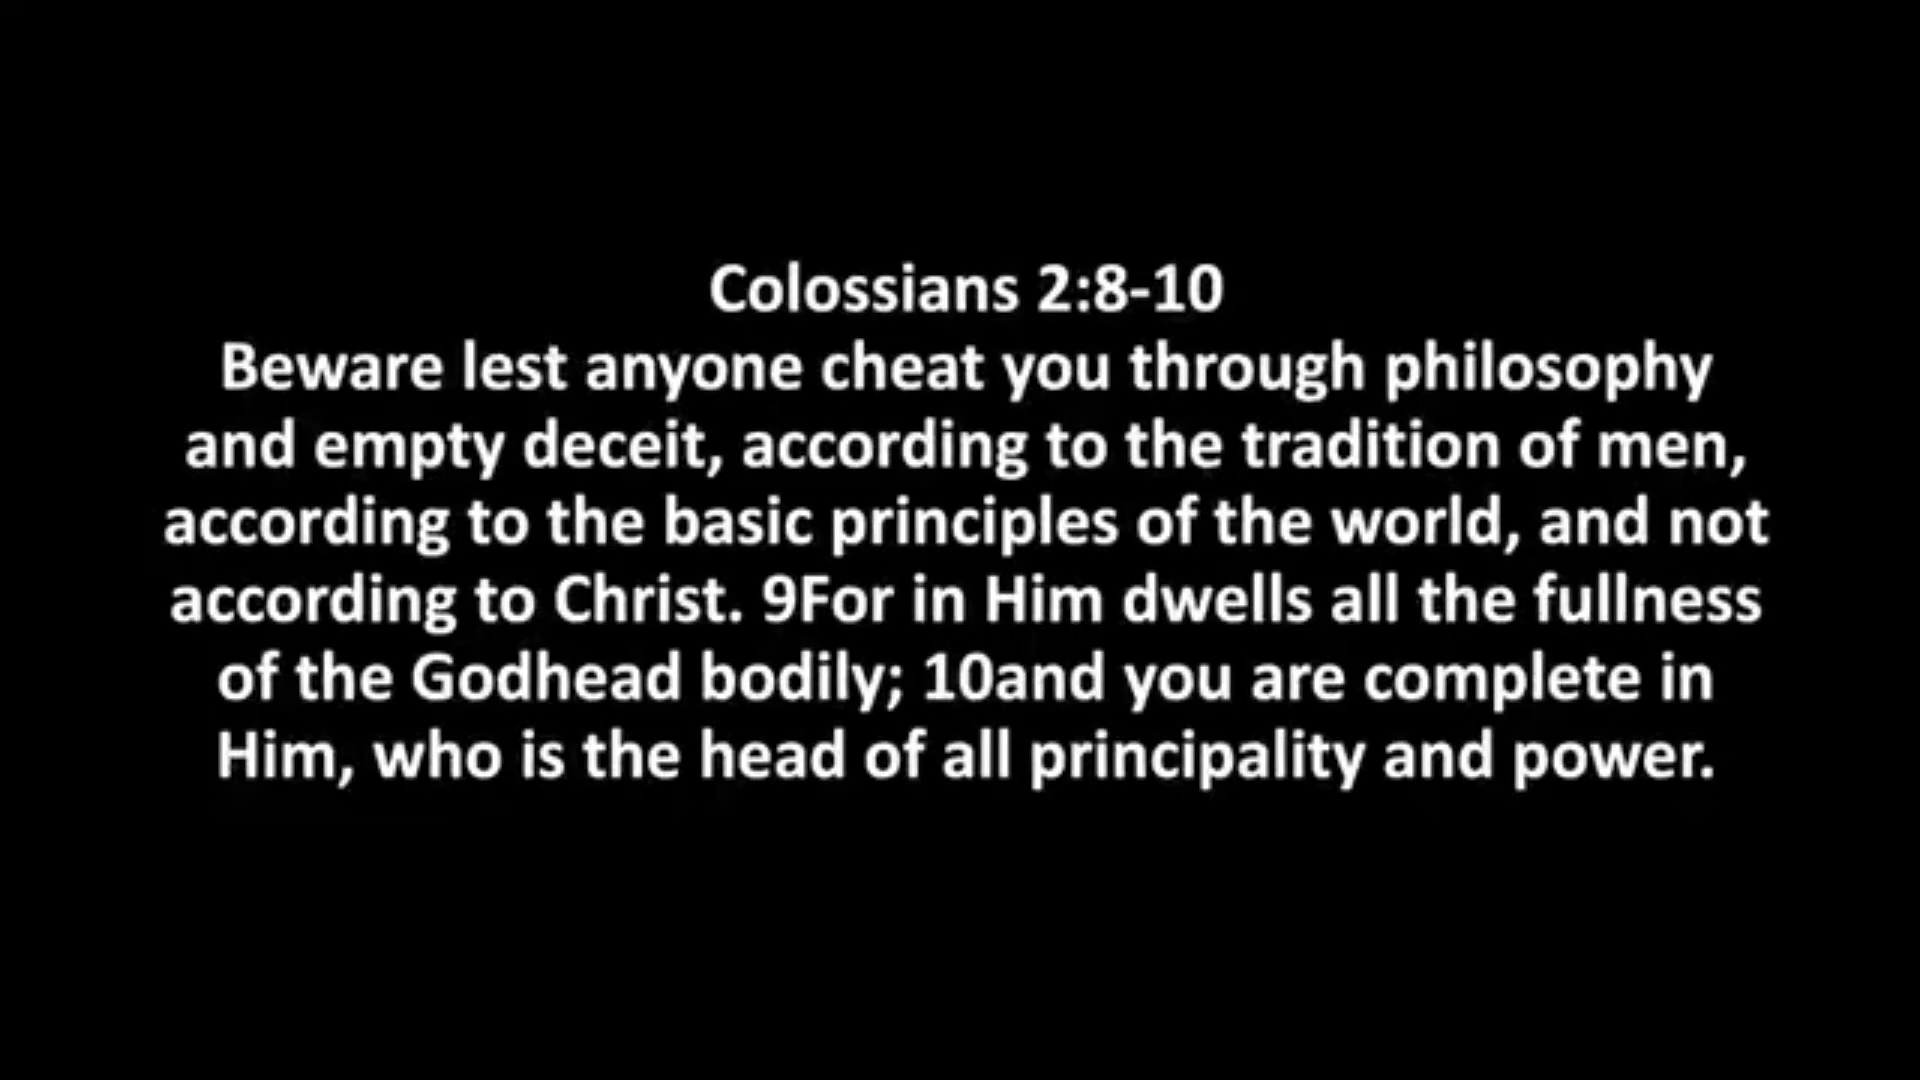 Colossians 2:8-10
Beware lest anyone cheat you through philosophy
and empty deceit, according to the tradition of men,
according to the basic principles of the world, and not
according to Christ. 9For in Him dwells all the fullness
of the Godhead bodily; 10and you are complete in
Him, who is the head of all principality and power.